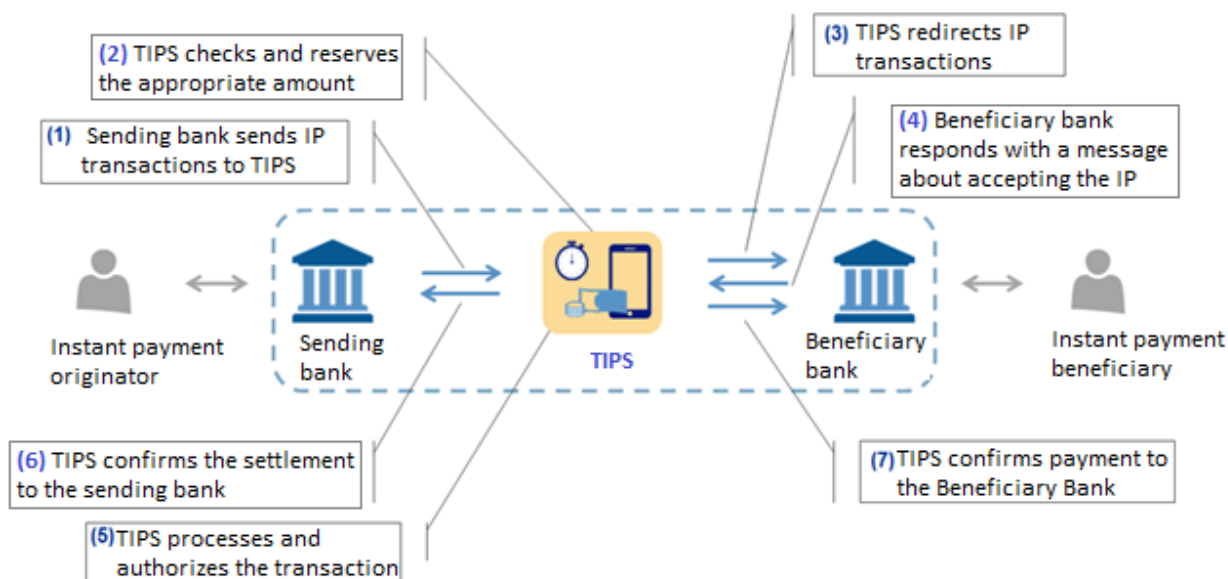 (2) TIPS checks and reserves
the appropriate amount
(3) TIPS redirects IP
transactions
(1) Sending bank sends IP
transactions to TIPS
(4) Beneficiary bank
responds with a message
about accepting the IP
Instant payment
originator
Sending
bank
TIPS
Beneficiary
bank
Instant payment
beneficiary
(6) TIPS confirms the settlement
to the sending bank
(7) TIPS confirms payment to
the Beneficiary Bank
(5) TIPS processes and
authorizes the transaction